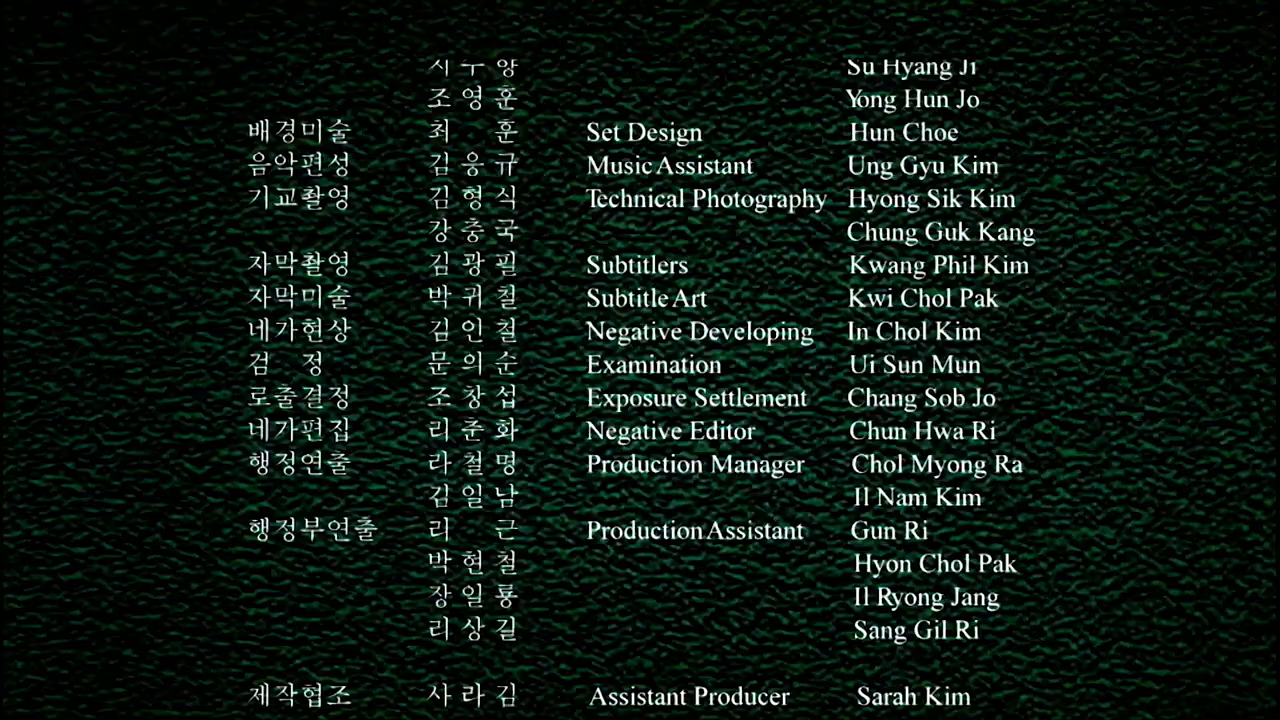 지수향 Su Hyang Ji
조영훈 Yong Hun Jo
배경미술 최 훈 Set Design Hun Choe
음악편성 김응규 Music Assistant Ung Gyu Kim
기교촬영 김형식 Technical Photography Hyong Sik Kim
강충국 Chung Guk Kang
자막촬영 김광필 Subtitlers Kwang Phil Kim
자막미술 박귀철 Subtitle Art Kwi Chol Pak
네가현상 김인철 Negative Developing In Chol Kim
검 정 문의순 Examination Ui Sun Mun
로출결정 조창섭 Exposure Settlement Chang Sob Jo
네가편집 리준화 Negative Editor Chun Hwa Ri
행정연출 라철명 Production Manager Chol Myong Ra
김일남 Il Nam Kim
행정부연출 리 근 Production Assistant Gun Ri
박현철 Hyon Chol Pak
장일룡 Il Ryong Jang
리상길 Sang Gil Ri
제작협조 사라김 Assistant Producer Sarah Kim